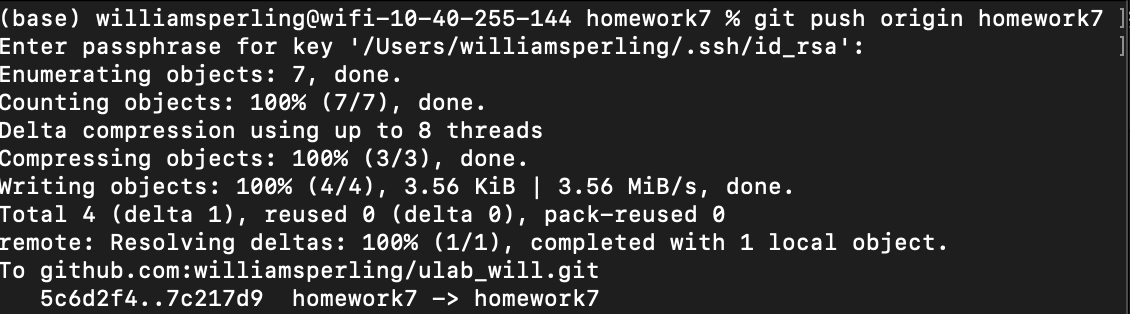 (base) williamsperling@wifi-10-40-255-144 homework7 % git push origin homework7 ]
Enter passphrase for key '/Users/williamsperling/.ssh/id_rsa': ]
Enumerating objects: 7, done.
Counting objects: 100% (7/7), done.
Delta compression using up to 8 threads
Compressing objects: 100% (3/3), done.
Writing objects: 100% (4/4), 3.56 KiB | 3.56 MiB/s, done.
Total 4 (delta 1), reused 0 (delta 0), pack-reused 0
remote: Resolving deltas: 100% (1/1), completed with 1 local object.
To github.com:williamsperling/ulab_will.git
5c6d2f4..7c217d9 homework7 -> homework7